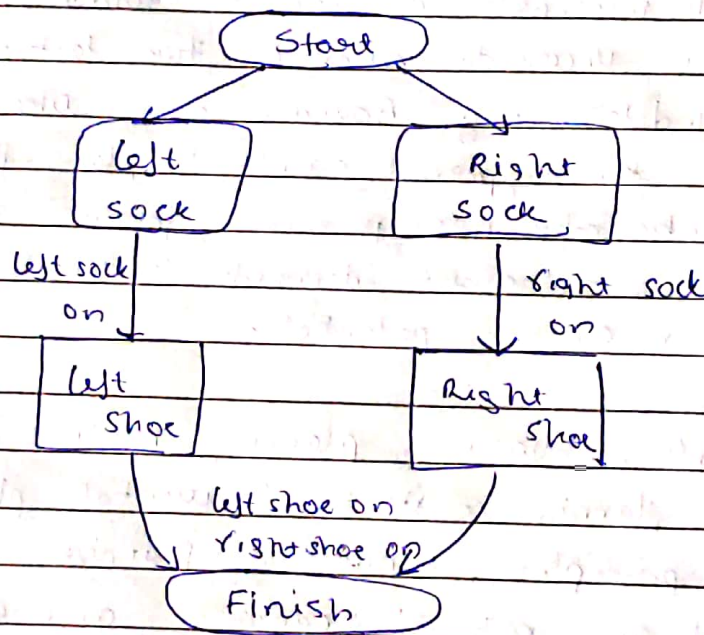 Start
Left
sock
Right
sock
left sock
on
right sock
on
left
shoe
Right
shoe
left shoe on
right shoe on
Finish